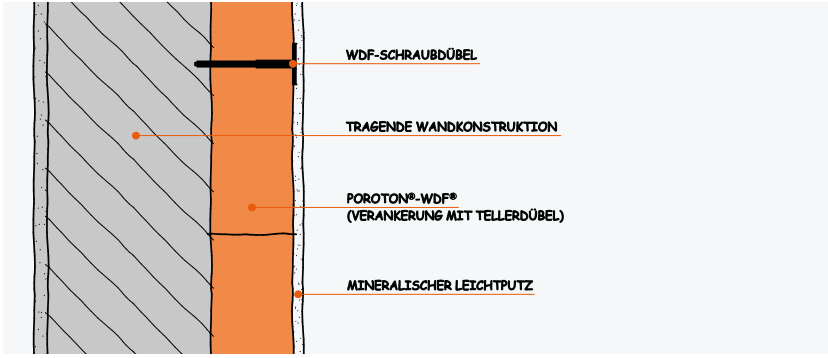 WDF-SCHRAUBDÜBEL
TRAGENDE WANDKONSTRUKTION
POROTON®-WDF®
(VERANKERUNG MIT TELLERDÜBEL)
MINERALISCHER LEICHTPUTZ